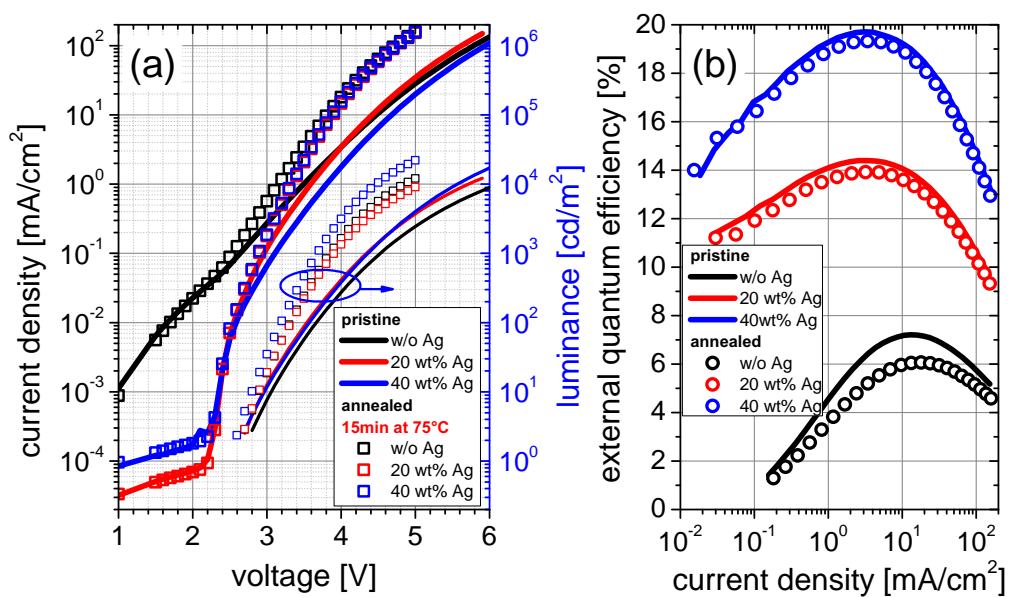 (a)
10²
10¹
10⁰
10⁻¹
10⁻²
10⁻³
10⁻⁴
current density [mA/cm²]
1 2 3 4 5 6
voltage [V]
10⁶
10⁵
10⁴
10³
10²
10¹
10⁰
luminance [cd/m²]
pristine
w/o Ag
20 wt% Ag
40 wt% Ag
annealed
15min at 75°C
w/o Ag
20 wt% Ag
40 wt% Ag
(b)
20
18
16
14
12
10
8
6
4
2
0
external quantum efficiency [%]
10⁻² 10⁻¹ 10⁰ 10¹ 10²
current density [mA/cm²]
pristine
w/o Ag
20 wt% Ag
40wt% Ag
annealed
w/o Ag
20 wt% Ag
40 wt% Ag